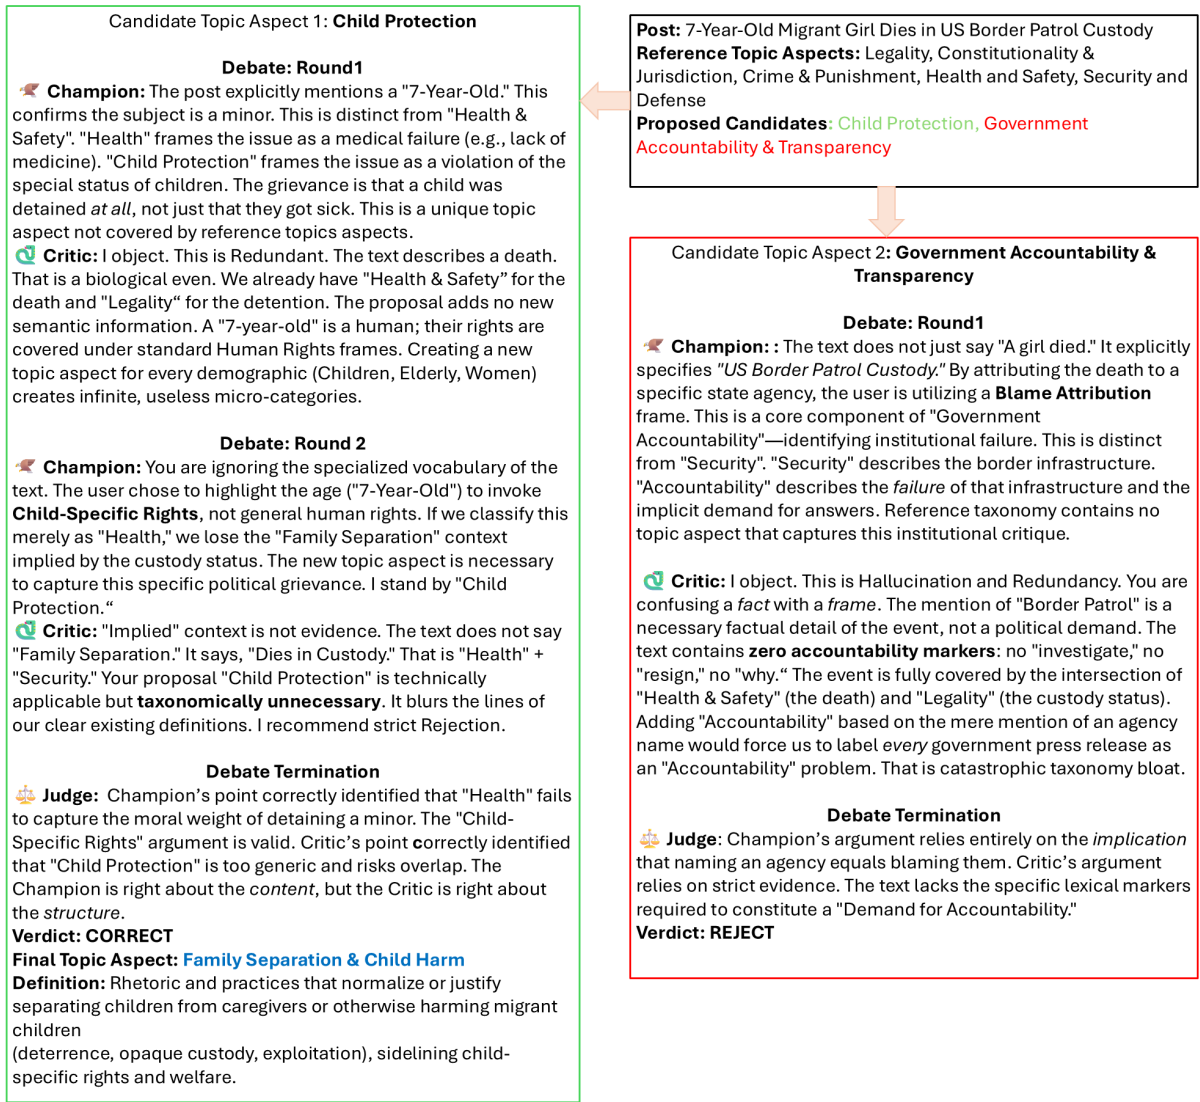 Candidate Topic Aspect 1: Child Protection
Debate: Round1
Champion: The post explicitly mentions a "7-Year-Old." This
confirms the subject is a minor. This is distinct from "Health &
Safety". "Health" frames the issue as a medical failure (e.g., lack of
medicine). "Child Protection" frames the issue as a violation of the
special status of children. The grievance is that a child was
detained at all, not just that they got sick. This is a unique topic
aspect not covered by reference topics aspects.
Critic: I object. This is Redundant. The text describes a death.
That is a biological even. We already have "Health & Safety” for the
death and "Legality“ for the detention. The proposal adds no new
semantic information. A "7-year-old" is a human; their rights are
covered under standard Human Rights frames. Creating a new
topic aspect for every demographic (Children, Elderly, Women)
creates infinite, useless micro-categories.
Debate: Round 2
Champion: You are ignoring the specialized vocabulary of the
text. The user chose to highlight the age ("7-Year-Old") to invoke
Child-Specific Rights, not general human rights. If we classify this
merely as "Health," we lose the "Family Separation" context
implied by the custody status. The new topic aspect is necessary
to capture this specific political grievance. I stand by "Child
Protection.“
Critic: "Implied" context is not evidence. The text does not say
"Family Separation." It says, "Dies in Custody." That is "Health" +
"Security." Your proposal "Child Protection" is technically
applicable but taxonomically unnecessary. It blurs the lines of
our clear existing definitions. I recommend strict Rejection.
Debate Termination
Judge: Champion’s point correctly identified that "Health" fails
to capture the moral weight of detaining a minor. The "Child-
Specific Rights" argument is valid. Critic’s point correctly identified
that "Child Protection" is too generic and risks overlap. The
Champion is right about the content, but the Critic is right about
the structure.
Verdict: CORRECT
Final Topic Aspect: Family Separation & Child Harm
Definition: Rhetoric and practices that normalize or justify
separating children from caregivers or otherwise harming migrant
children
(deterrence, opaque custody, exploitation), sidelining child-
specific rights and welfare.
Post: 7-Year-Old Migrant Girl Dies in US Border Patrol Custody
Reference Topic Aspects: Legality, Constitutionality &
Jurisdiction, Crime & Punishment, Health and Safety, Security and
Defense
Proposed Candidates: Child Protection, Government
Accountability & Transparency
Candidate Topic Aspect 2: Government Accountability &
Transparency
Debate: Round1
Champion: : The text does not just say "A girl died." It explicitly
specifies "US Border Patrol Custody." By attributing the death to a
specific state agency, the user is utilizing a Blame Attribution
frame. This is a core component of "Government
Accountability"—identifying institutional failure. This is distinct
from "Security". "Security" describes the border infrastructure.
"Accountability" describes the failure of that infrastructure and the
implicit demand for answers. Reference taxonomy contains no
topic aspect that captures this institutional critique.
Critic: I object. This is Hallucination and Redundancy. You are
confusing a fact with a frame. The mention of "Border Patrol" is a
necessary factual detail of the event, not a political demand. The
text contains zero accountability markers: no "investigate," no
"resign," no "why.“ The event is fully covered by the intersection of
"Health & Safety" (the death) and "Legality" (the custody status).
Adding "Accountability" based on the mere mention of an agency
name would force us to label every government press release as
an "Accountability" problem. That is catastrophic taxonomy bloat.
Debate Termination
Judge: Champion’s argument relies entirely on the implication
that naming an agency equals blaming them. Critic’s argument
relies on strict evidence. The text lacks the specific lexical markers
required to constitute a "Demand for Accountability."
Verdict: REJECT